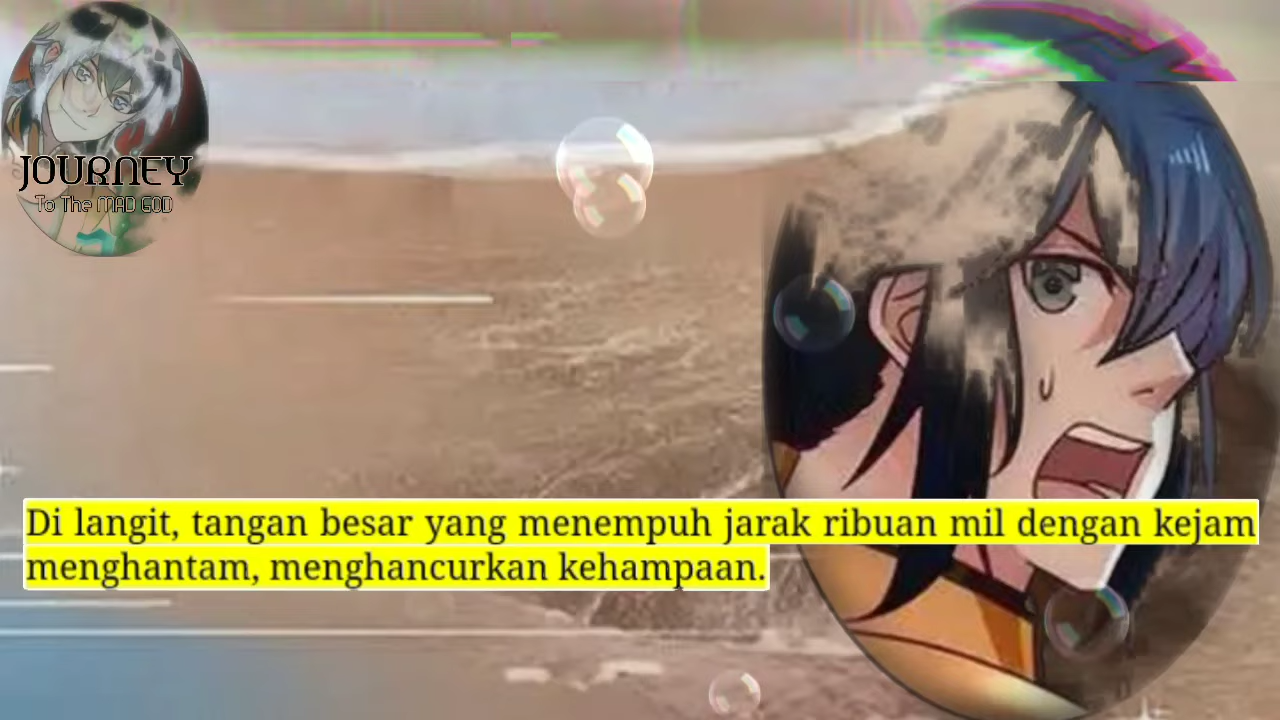 JOURNEY
To The MAD GOD
Di langit, tangan besar yang menempuh jarak ribuan mil dengan kejam
menghantam, menghancurkan kehampaan.